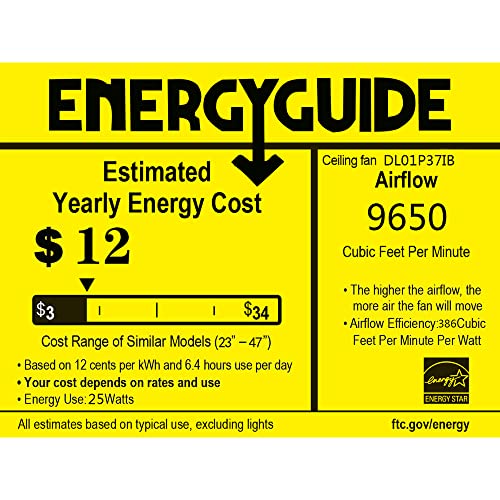 ENERGYGUIDE
Estimated
Yearly Energy Cost
$ 12
$3
$34
Cost Range of Similar Models (23” – 47”)
• Based on 12 cents per kWh and 6.4 hours use per day
• Your cost depends on rates and use
• Energy Use: 25Watts
All estimates based on typical use, excluding lights
Ceiling fan DL01P37IB
Airflow
9650
Cubic Feet Per Minute
• The higher the airflow, the
more air the fan will move
• Airflow Efficiency:386Cubic
Feet Per Minute Per Watt
energy
ENERGY STAR
ftc.gov/energy